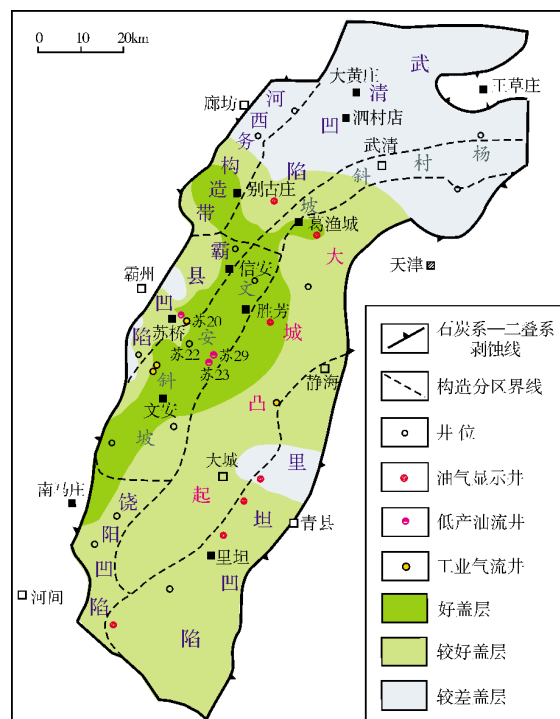 0 10 20km
大黄庄
武
王草庄
廊坊
河
清
西
凹
泗村店
务
武清
杨
村
构
陷
斜
造
别古庄
坡
带
葛渔城
霸
大
天津
霸州
县
信安
文
凹
苏20
胜芳
城
苏桥
陷
安
苏22
苏29
苏23
斜
静海
文安
凸
坡
大城
里
南马庄
饶
起
坦
青县
阳
里坦
凹
凹
河间
陷
陷
石炭系—二叠系
剥蚀线
构造分区界线
井位
油气显示井
低产油流井
工业气流井
好盖层
较好盖层
较差盖层